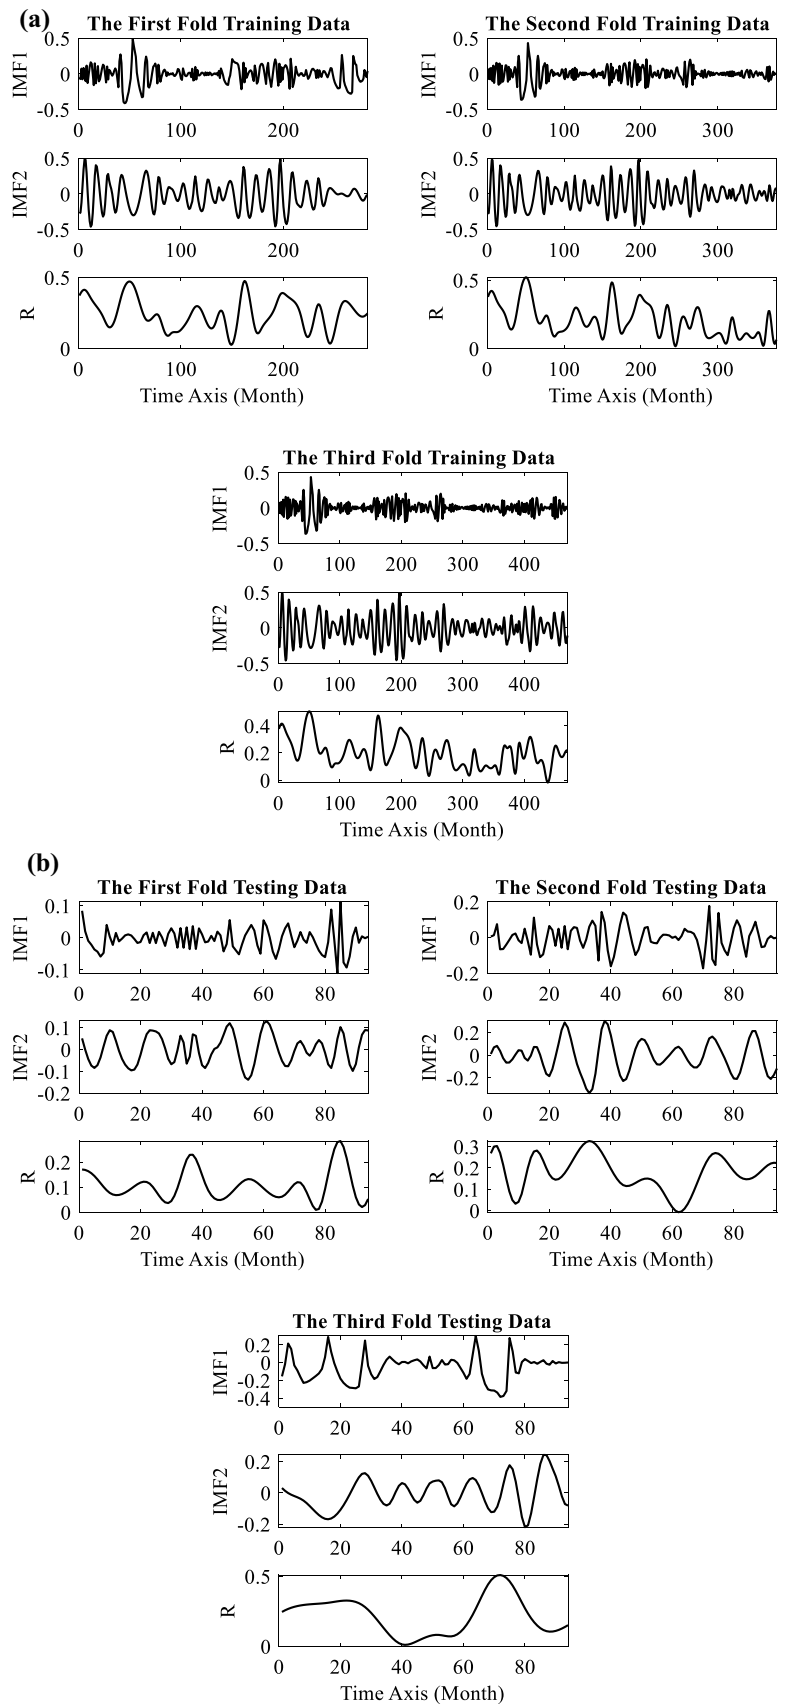 (a)
The First Fold Training Data
0.5
0
-0.5
IMF1
0 100 200
0.5
0
-0.5
IMF2
0 100 200
0.5
0
R
0 100 200
Time Axis (Month)
The Second Fold Training Data
0.5
0
-0.5
IMF1
0 100 200 300
0.5
0
-0.5
IMF2
0 100 200 300
0.5
0
R
0 100 200 300
Time Axis (Month)
The Third Fold Training Data
0.5
0
-0.5
IMF1
0 100 200 300 400
0.5
0
-0.5
IMF2
0 100 200 300 400
0.4
0.2
0
R
0 100 200 300 400
Time Axis (Month)
(b)
The First Fold Testing Data
0.1
0
-0.1
IMF1
0 20 40 60 80
0.1
0
-0.1
-0.2
IMF2
0 20 40 60 80
0.2
0.1
0
R
0 20 40 60 80
Time Axis (Month)
The Second Fold Testing Data
0.2
0
-0.2
IMF1
0 20 40 60 80
0.2
0
-0.2
IMF2
0 20 40 60 80
0.3
0.2
0.1
0
R
0 20 40 60 80
Time Axis (Month)
The Third Fold Testing Data
0.2
0
-0.2
-0.4
IMF1
0 20 40 60 80
0.2
0
-0.2
IMF2
0 20 40 60 80
0.5
0
R
0 20 40 60 80
Time Axis (Month)